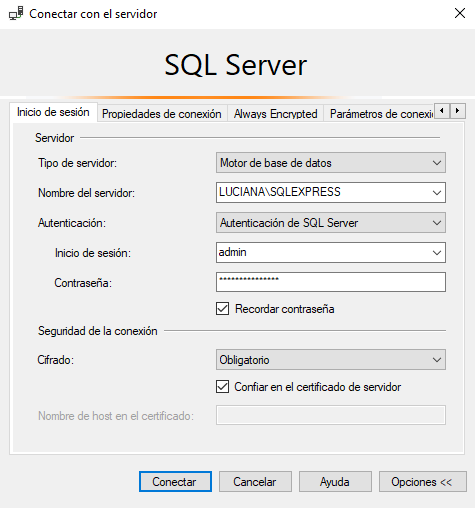 Conectar con el servidor
SQL Server
Inicio de sesión Propiedades de conexión Always Encrypted Parámetros de conexi
Servidor
Tipo de servidor: Motor de base de datos
Nombre del servidor: LUCIANA\SQLEXPRESS
Autenticación: Autenticación de SQL Server
Inicio de sesión: admin
Contraseña: ***************
Recordar contraseña
Seguridad de la conexión
Cifrado: Obligatorio
Confiar en el certificado de servidor
Nombre de host en el certificado:
Conectar Cancelar Ayuda Opciones <<